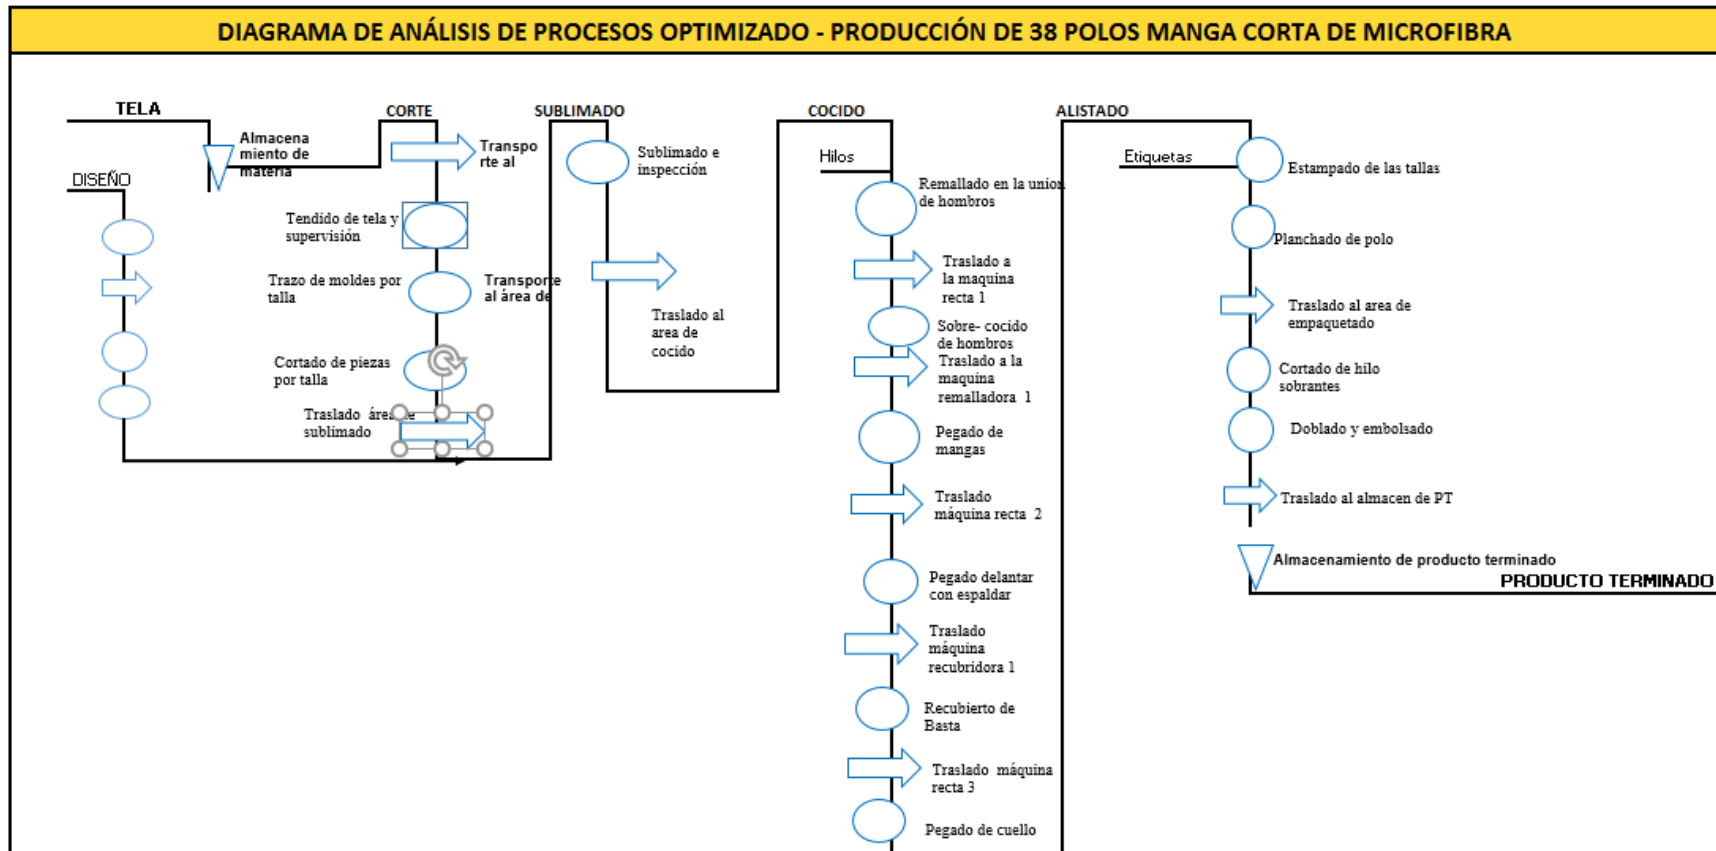 DIAGRAMA DE ANÁLISIS DE PROCESOS OPTIMIZADO - PRODUCCIÓN DE 38 POLOS MANGA CORTA DE MICROFIBRA
TELA
Almacena
miento de
materia
DISEÑO
CORTE
Transpo
rte al
Tendido de tela y
supervisión
Trazo de moldes por
talla
Transporte
al área de
Cortado de piezas
por talla
Traslado área de
sublimado
SUBLIMADO
Sublimado e
inspección
Traslado al
area de
cocido
COCIDO
Hilos
Remallado en la union
de hombros
Traslado a
la maquina
recta 1
Sobre- cocido
de hombros
Traslado a la
maquina
remalladora 1
Pegado de
mangas
Traslado
máquina recta 2
Pegado delantar
con espaldar
Traslado
máquina
recubridora 1
Recubierto de
Basta
Traslado máquina
recta 3
Pegado de cuello
ALISTADO
Etiquetas
Estampado de las tallas
Planchado de polo
Traslado al area de
empaquetado
Cortado de hilo
sobrantes
Doblado y embolsado
Traslado al almacen de PT
Almacenamiento de producto terminado
PRODUCTO TERMINADO